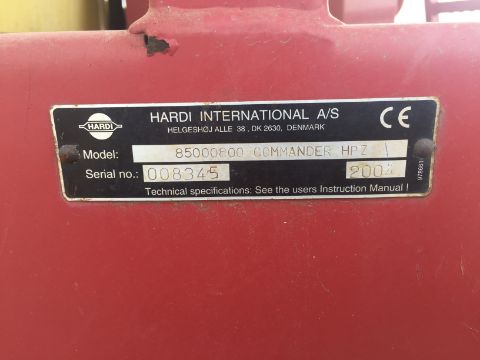 HARDI INTERNATIONAL A/S
HELGESHØJ ALLE 38, DK 2630, DENMARK
CE
HARDI
Model: 85000800 COMMANDER HPZ
Serial no.: 008345 2004
Technical specifications: See the users Instruction Manual !